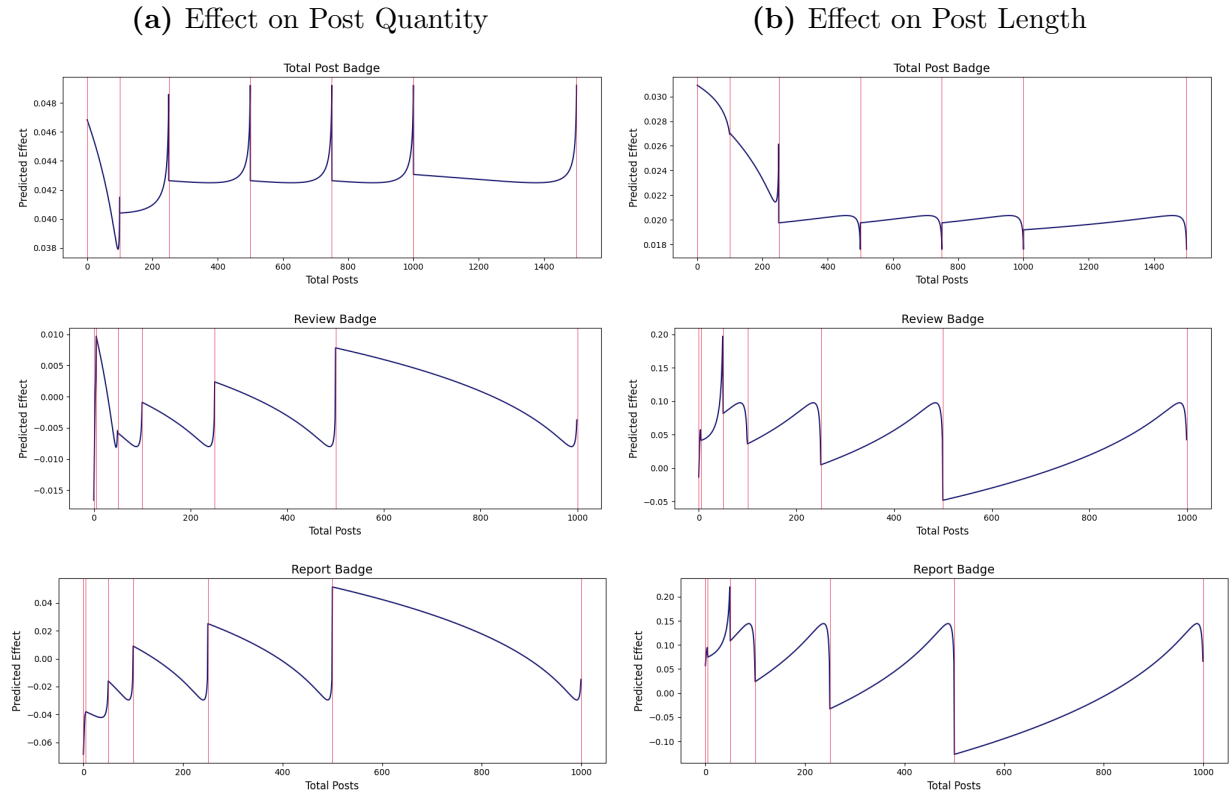 (a) Effect on Post Quantity
(b) Effect on Post Length
Total Post Badge
Predicted Effect
0.048
0.046
0.044
0.042
0.040
0.038
0 200 400 600 800 1000 1200 1400
Total Posts
Total Post Badge
Predicted Effect
0.030
0.028
0.026
0.024
0.022
0.020
0.018
0 200 400 600 800 1000 1200 1400
Total Posts
Review Badge
Predicted Effect
0.010
0.005
0.000
−0.005
−0.010
−0.015
0 200 400 600 800 1000
Total Posts
Review Badge
Predicted Effect
0.20
0.15
0.10
0.05
0.00
−0.05
0 200 400 600 800 1000
Total Posts
Report Badge
Predicted Effect
0.04
0.02
0.00
−0.02
−0.04
−0.06
0 200 400 600 800 1000
Total Posts
Report Badge
Predicted Effect
0.20
0.15
0.10
0.05
0.00
−0.05
−0.10
0 200 400 600 800 1000
Total Posts